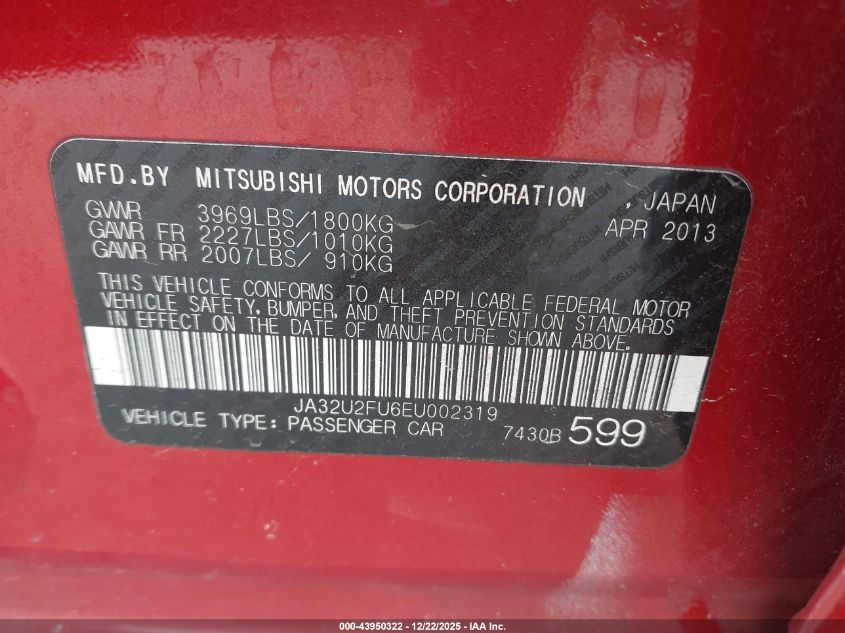 MFD.BY MITSUBISHI MOTORS CORPORATION , JAPAN
GVWR 3969LBS/1800KG APR 2013
GAWR FR 2227LBS/1010KG
GAWR RR 2007LBS/ 910KG
THIS VEHICLE CONFORMS TO ALL APPLICABLE FEDERAL MOTOR
VEHICLE SAFETY, BUMPER, AND THEFT PREVENTION STANDARDS
IN EFFECT ON THE DATE OF MANUFACTURE SHOWN ABOVE.
JA32U2FU6EU002319
VEHICLE TYPE: PASSENGER CAR 7430B 599
000-43950322 - 12/22/2025 - IAA Inc.